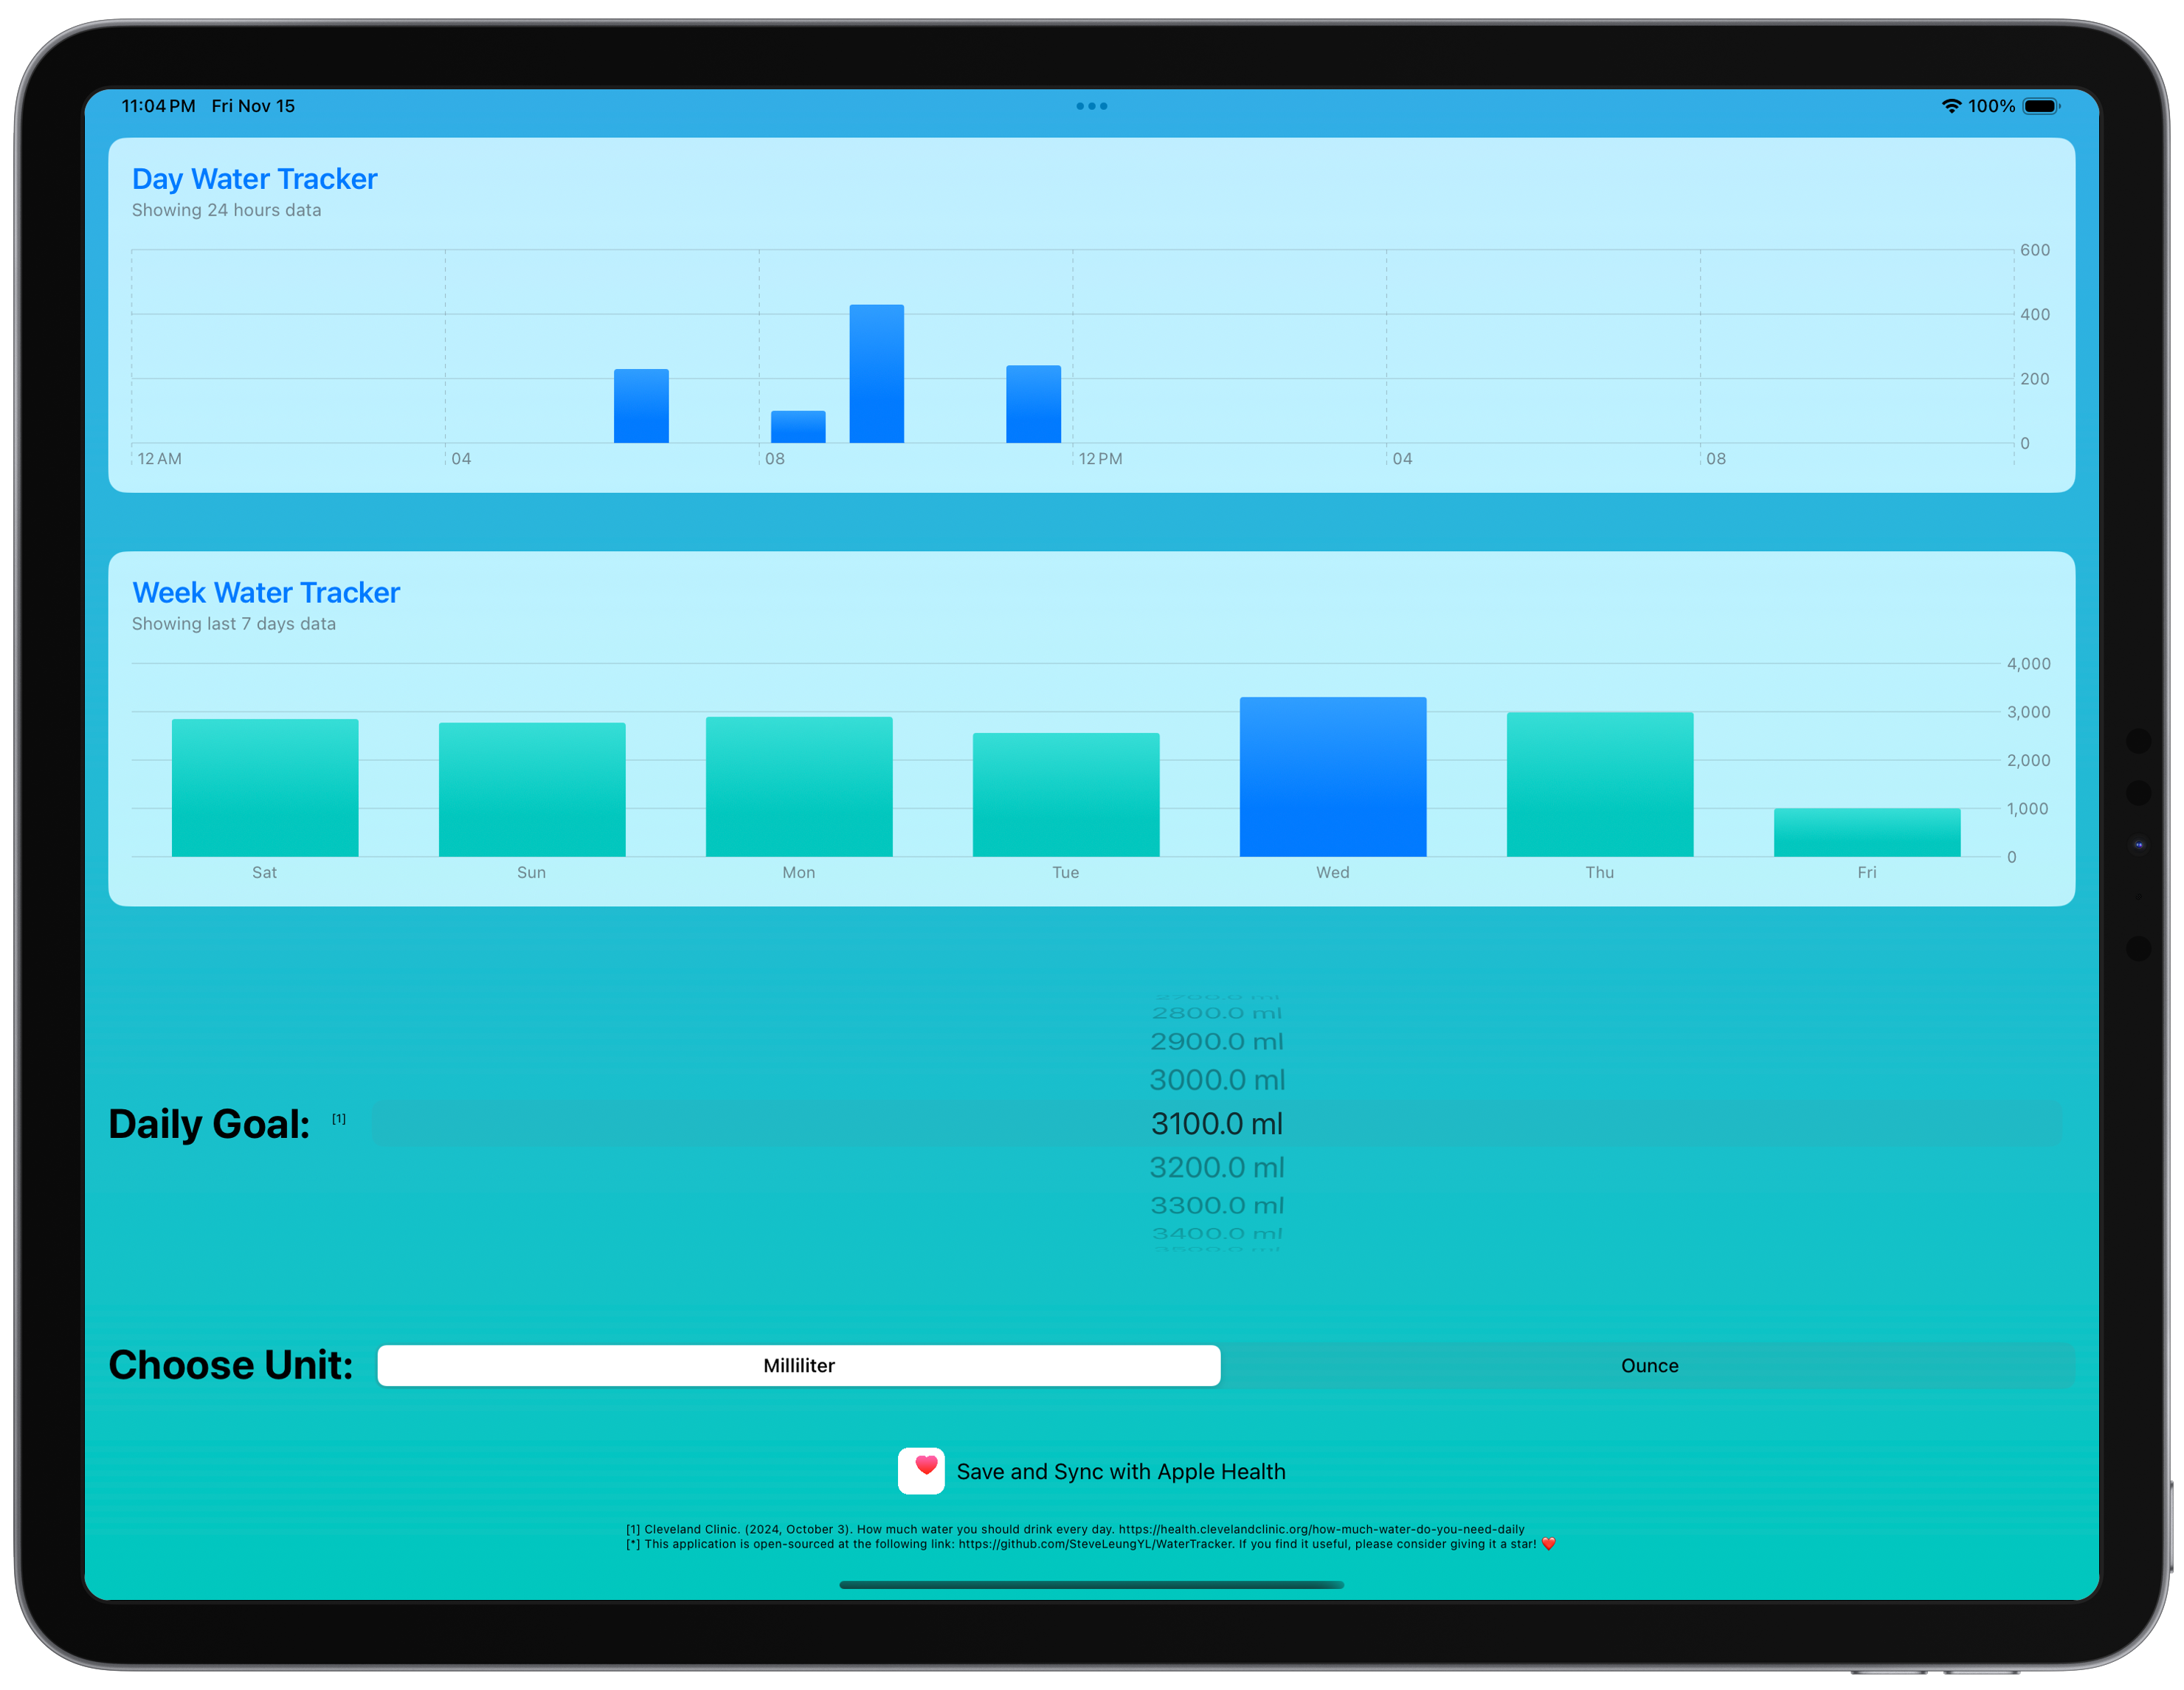 11:04 PM Fri Nov 15
100%
Day Water Tracker
Showing 24 hours data
600
400
200
0
12 AM 04 08 12 PM 04 08
Week Water Tracker
Showing last 7 days data
4,000
3,000
2,000
1,000
0
Sat Sun Mon Tue Wed Thu Fri
2700.0 ml
2800.0 ml
2900.0 ml
3000.0 ml
Daily Goal: [1] 3100.0 ml
3200.0 ml
3300.0 ml
3400.0 ml
3500.0 ml
Choose Unit: Milliliter Ounce
Save and Sync with Apple Health
[1] Cleveland Clinic. (2024, October 3). How much water you should drink every day. https://health.clevelandclinic.org/how-much-water-do-you-need-daily
[*] This application is open-sourced at the following link: https://github.com/SteveLeungYL/WaterTracker. If you find it useful, please consider giving it a star! ❤️